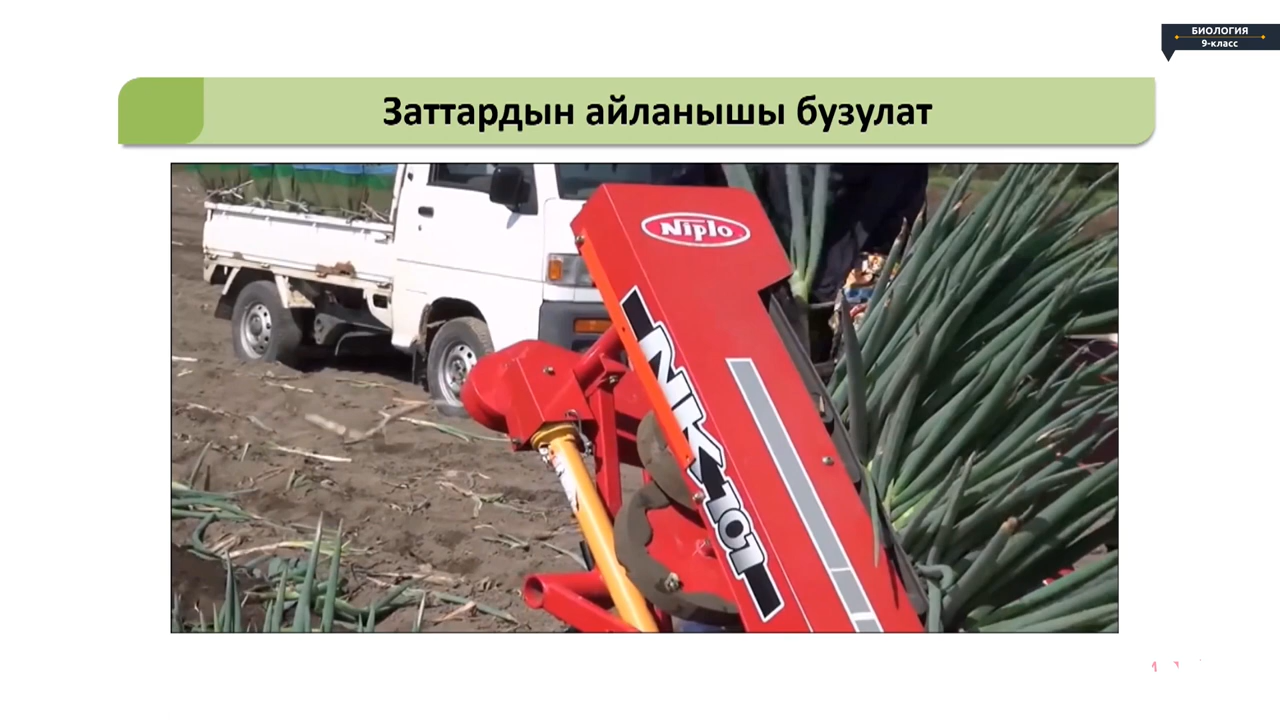 БИОЛОГИЯ
9-класс
Заттардын айланышы бузулат
Niplo
NK-101